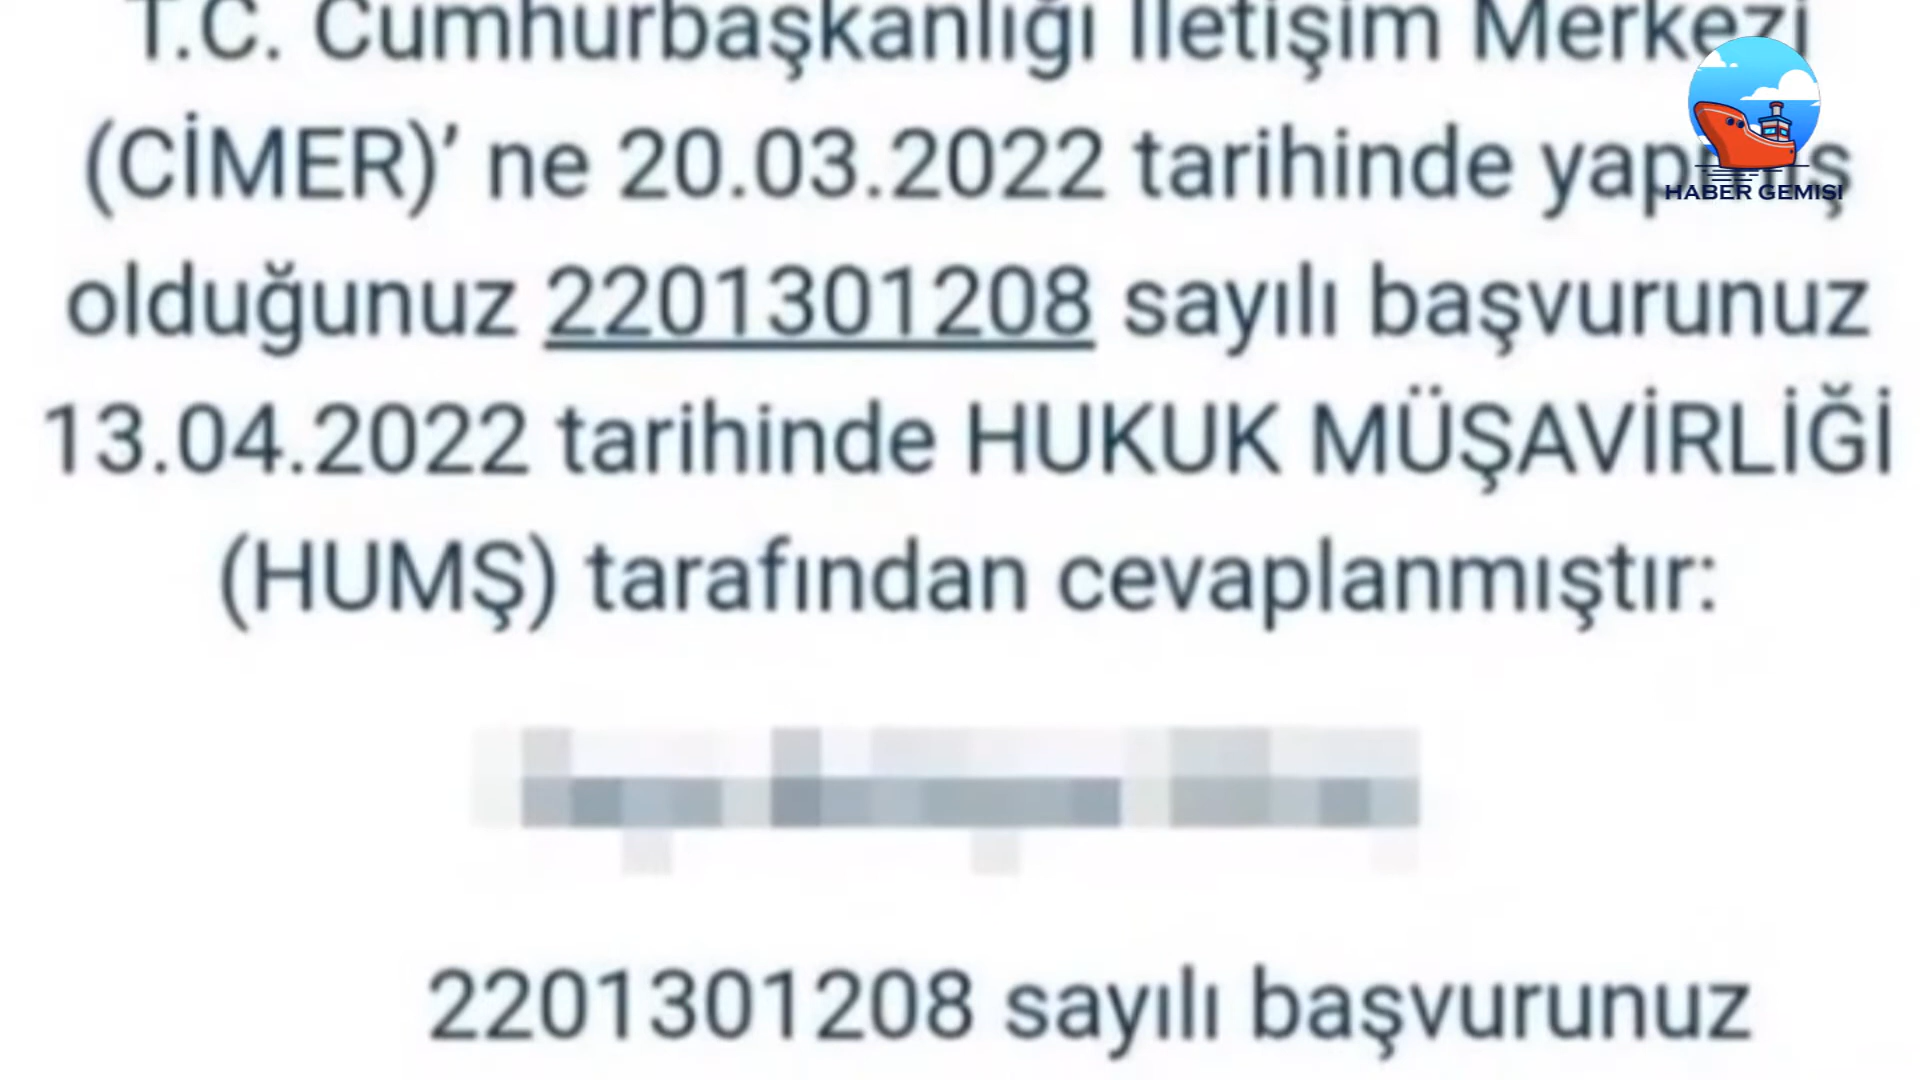 T.C. Cumhurbaşkanlığı İletişim Merkezi
(CİMER)’ ne 20.03.2022 tarihinde yapmış
olduğunuz 2201301208 sayılı başvurunuz
13.04.2022 tarihinde HUKUK MÜŞAVİRLİĞİ
(HUMŞ) tarafından cevaplanmıştır:
2201301208 sayılı başvurunuz
HABER GEMISI